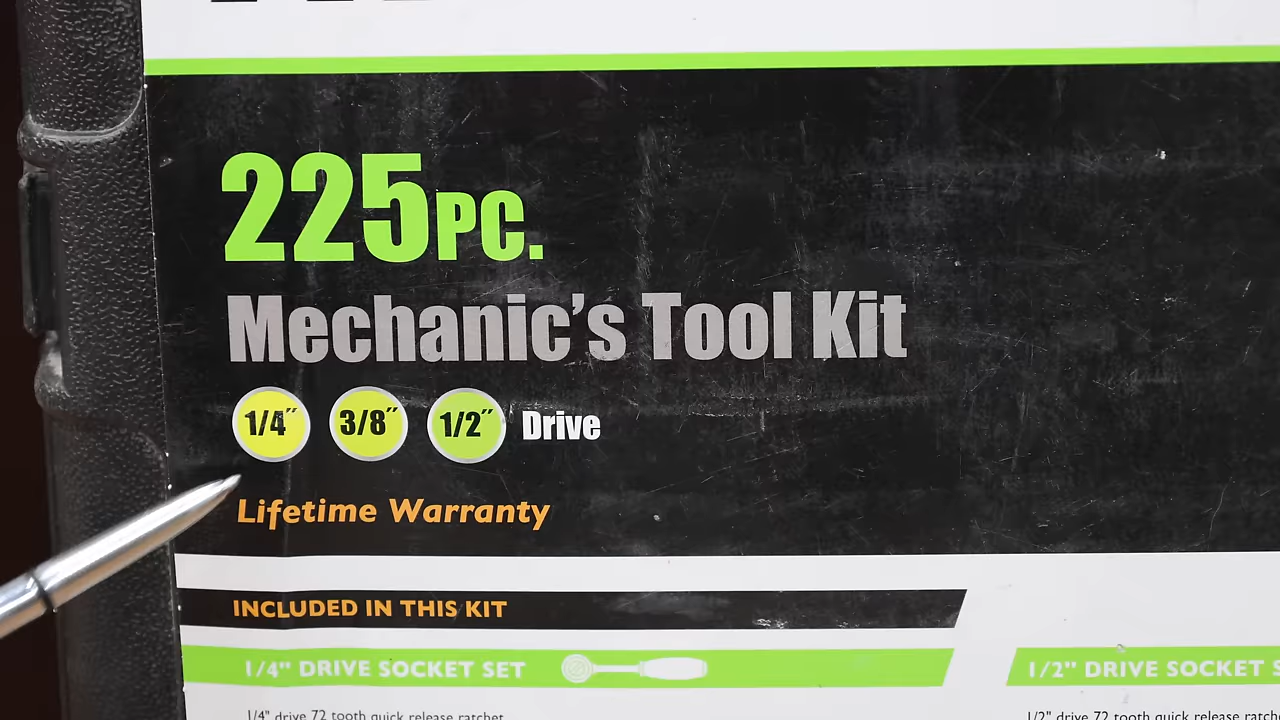 225PC.
Mechanic's Tool Kit
1/4" 3/8" 1/2" Drive
Lifetime Warranty
INCLUDED IN THIS KIT
1/4" DRIVE SOCKET SET
1/2" DRIVE SOCKET S
1/4" drive 72 tooth quick release ratchet
1/2" drive 72 tooth quick release ratch